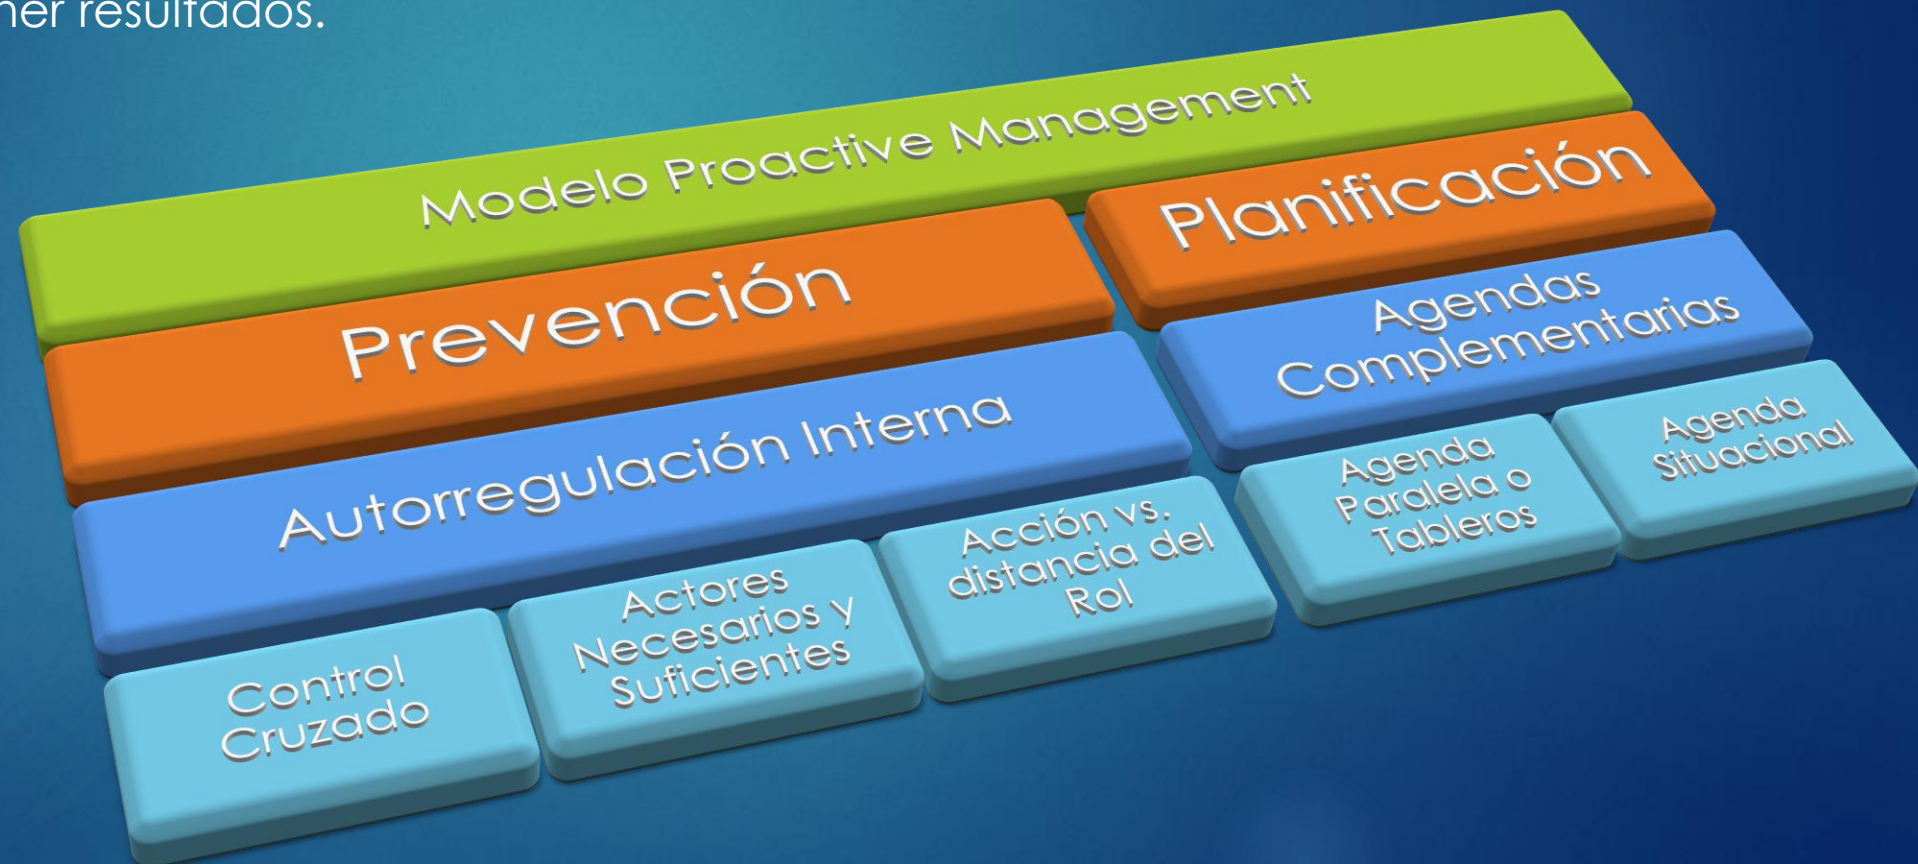 ner resultados.
Modelo Proactive Management
Prevención
Planificación
Autorregulación Interna
Agendas
Complementarias
Control
Cruzado
Actores
Necesarios y
Suficientes
Acción vs.
distancia del
Rol
Agenda
Paralela o
Tableros
Agenda
Situacional